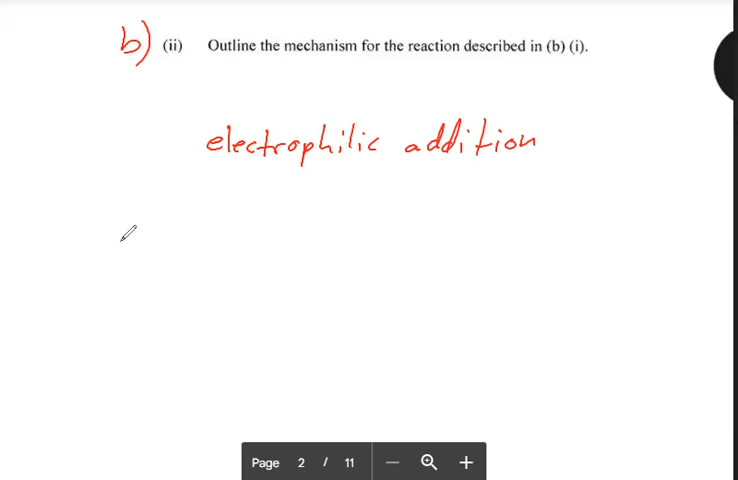 b) (ii) Outline the mechanism for the reaction described in (b) (i).
electrophilic addition
Page 2 / 11